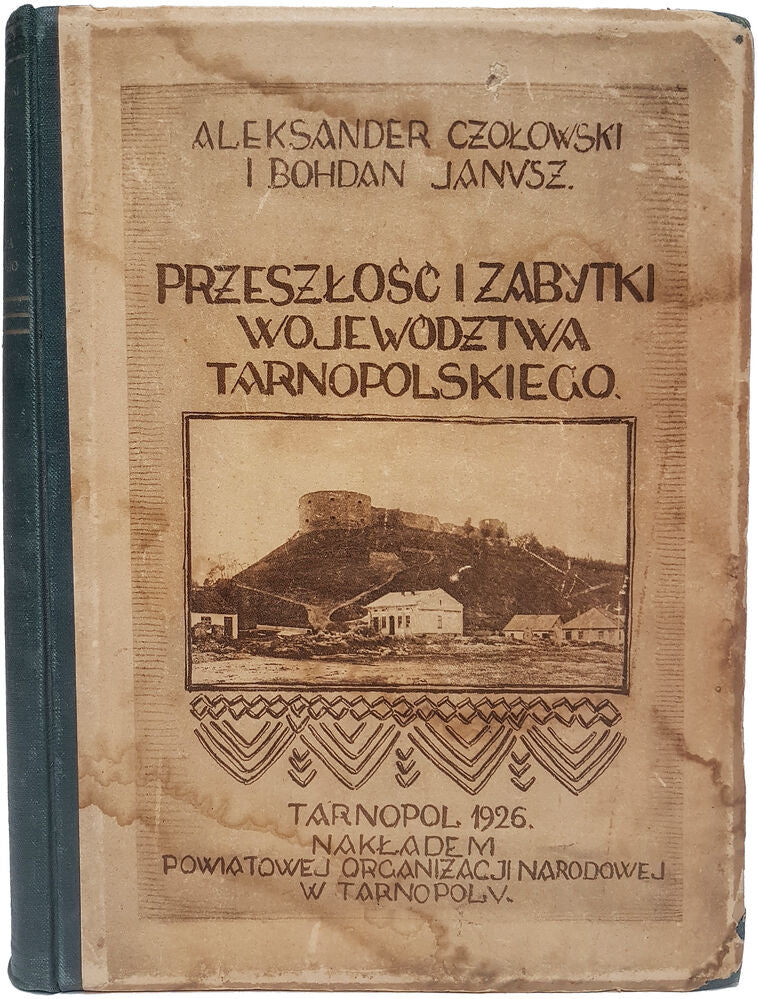 ALEKSANDER CZOŁOWSKI
I BOHDAN JANVSZ.
PRZESZŁOŚĆ I ZABYTKI
WOJEWÓDZTWA
TARNOPOLSKIEGO.
TARNOPOL 1926.
NAKŁADEM
POWIATOWEJ ORGANIZACJI NARODOWEJ
W TARNOPOLV.